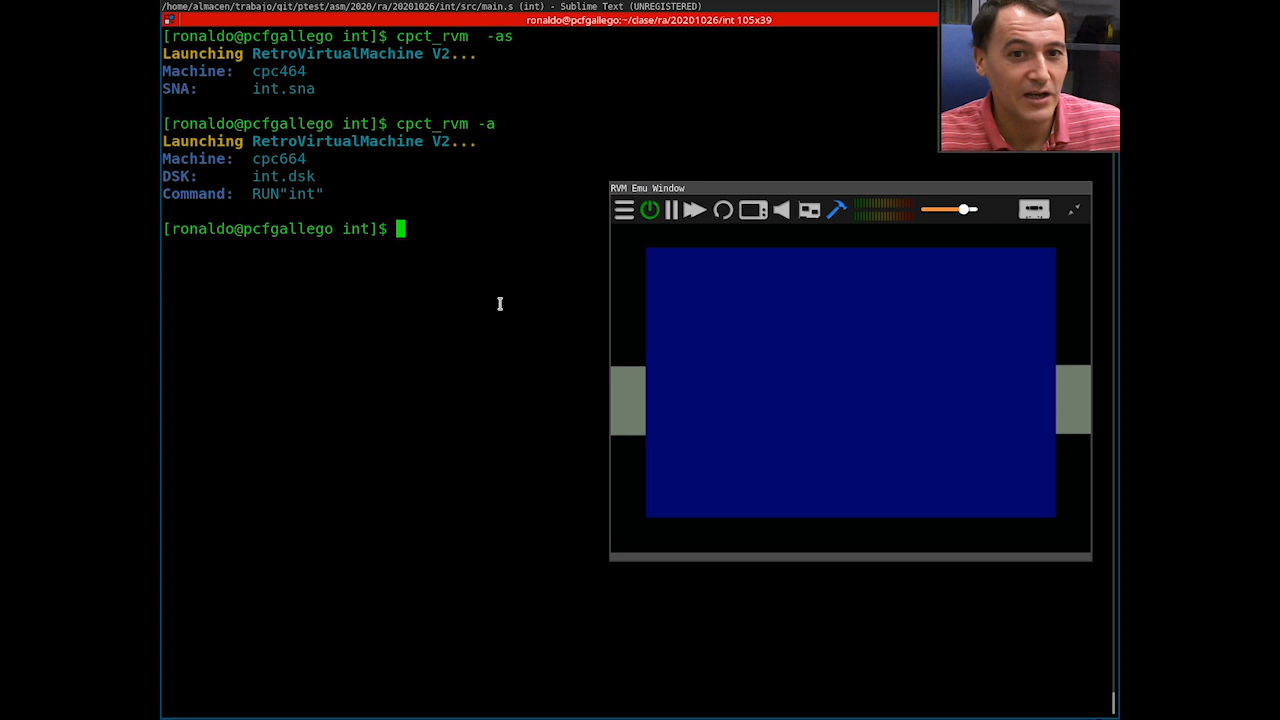 /home/almacen/trabajo/git/ptest/asm/2020/ra/20201026/int/src/main.s (int) - Sublime Text (UNREGISTERED)
ronaldo@pcfgallego:~/clase/ra/20201026/int 105x39
[ronaldo@pcfgallego int]$ cpct_rvm  -as
Launching RetroVirtualMachine V2...
Machine:  cpc464
SNA:      int.sna
[ronaldo@pcfgallego int]$ cpct_rvm -a
Launching RetroVirtualMachine V2...
Machine:  cpc664
DSK:      int.dsk
Command:  RUN"int"
[ronaldo@pcfgallego int]$
RVM Emu Window